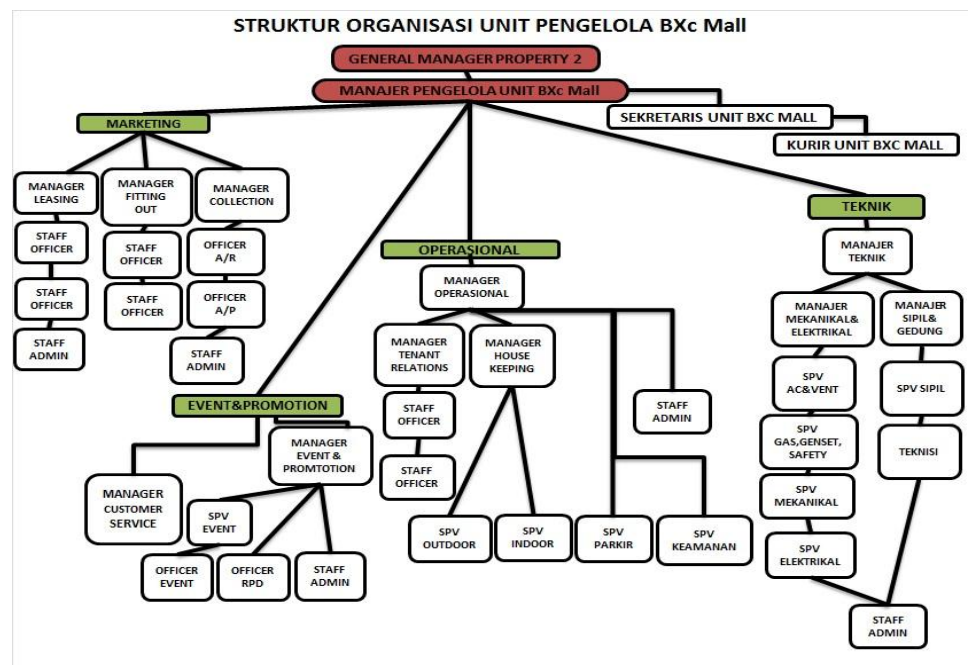 STRUKTUR ORGANISASI UNIT PENGELOLA BXc Mall
GENERAL MANAGER PROPERTY 2
MANAJER PENGELOLA UNIT BXc Mall
SEKRETARIS UNIT BXC MALL
KURIR UNIT BXC MALL
MARKETING
MANAGER
LEASING
STAFF
OFFICER
STAFF
OFFICER
STAFF
ADMIN
MANAGER
FITTING
OUT
STAFF
OFFICER
STAFF
OFFICER
MANAGER
COLLECTION
OFFICER
A/R
OFFICER
A/P
STAFF
ADMIN
EVENT&PROMOTION
MANAGER
CUSTOMER
SERVICE
MANAGER
EVENT &
PROMTOTION
SPV
EVENT
OFFICER
EVENT
OFFICER
RPD
STAFF
ADMIN
OPERASIONAL
MANAGER
OPERASIONAL
MANAGER
TENANT
RELATIONS
STAFF
OFFICER
STAFF
OFFICER
MANAGER
HOUSE
KEEPING
SPV
OUTDOOR
SPV
INDOOR
SPV
PARKIR
SPV
KEAMANAN
STAFF
ADMIN
TEKNIK
MANAJER
TEKNIK
MANAJER
MEKANIKAL&
ELEKTRIKAL
SPV
AC&VENT
SPV
GAS,GENSET,
SAFETY
SPV
MEKANIKAL
SPV
ELEKTRIKAL
MANAJER
SIPIL&
GEDUNG
SPV SIPIL
TEKNISI
STAFF
ADMIN